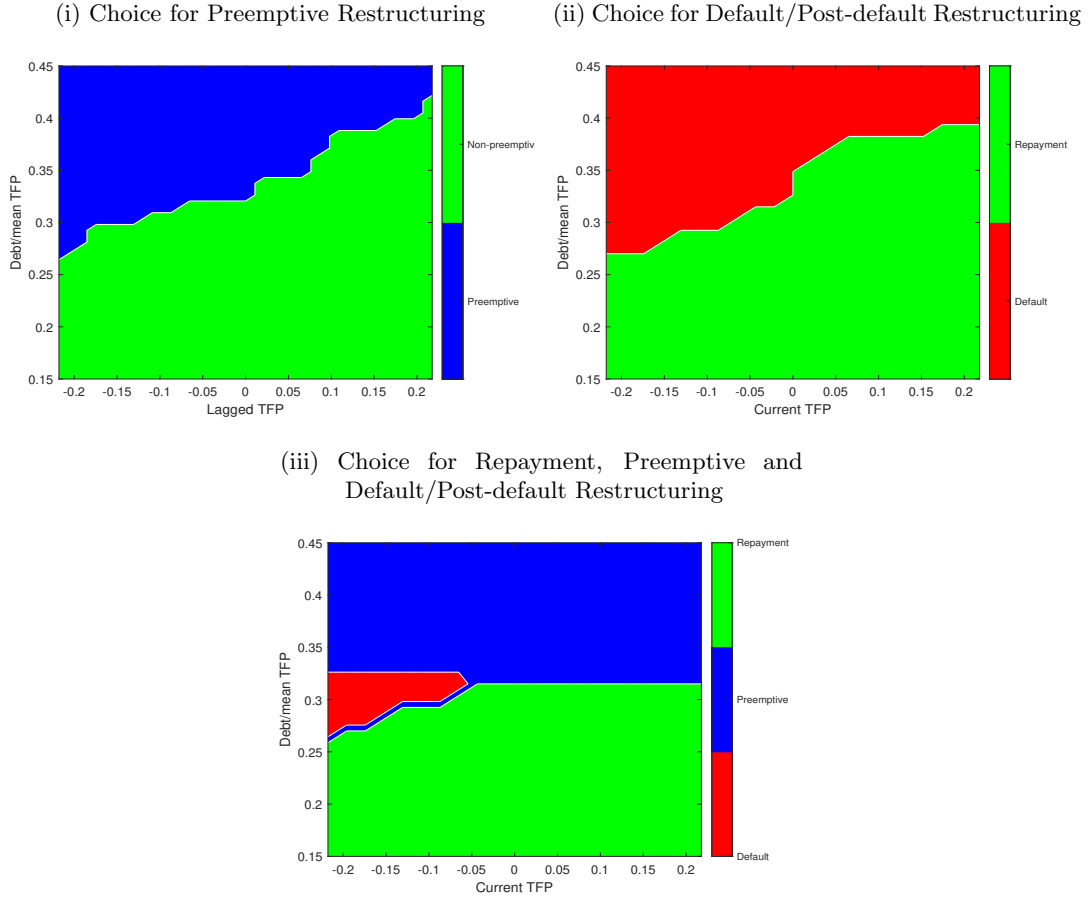 (i) Choice for Preemptive Restructuring
(ii) Choice for Default/Post-default Restructuring
0.45
0.4
0.35
0.3
0.25
0.2
0.15
Debt/mean TFP
-0.2 -0.15 -0.1 -0.05 0 0.05 0.1 0.15 0.2
Lagged TFP
Non-preemptiv
Preemptive
0.45
0.4
0.35
0.3
0.25
0.2
0.15
Debt/mean TFP
-0.2 -0.15 -0.1 -0.05 0 0.05 0.1 0.15 0.2
Current TFP
Repayment
Default
(iii) Choice for Repayment, Preemptive and
Default/Post-default Restructuring
0.45
0.4
0.35
0.3
0.25
0.2
0.15
Debt/mean TFP
-0.2 -0.15 -0.1 -0.05 0 0.05 0.1 0.15 0.2
Current TFP
Repayment
Preemptive
Default